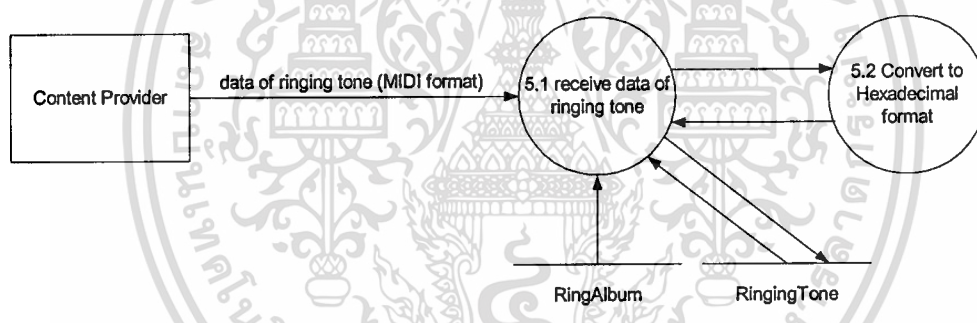 Content Provider
data of ringing tone (MIDI format)
5.1 receive data of
ringing tone
5.2 Convert to
Hexadecimal
format
RingAlbum
RingingTone